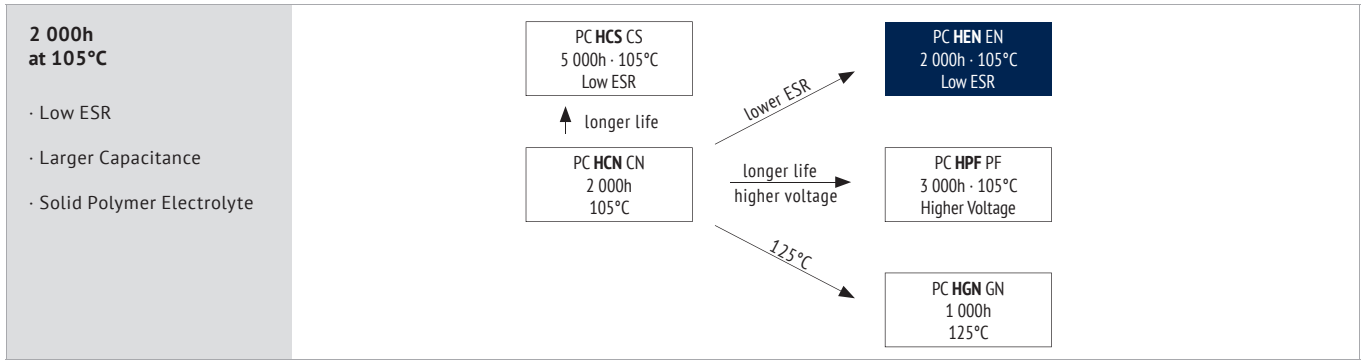 2 000h
at 105°C
· Low ESR
· Larger Capacitance
· Solid Polymer Electrolyte
PC HCS CS
5 000h · 105°C
Low ESR
longer life
PC HCN CN
2 000h
105°C
lower ESR
longer life
higher voltage
125°C
PC HEN EN
2 000h · 105°C
Low ESR
PC HPF PF
3 000h · 105°C
Higher Voltage
PC HGN GN
1 000h
125°C